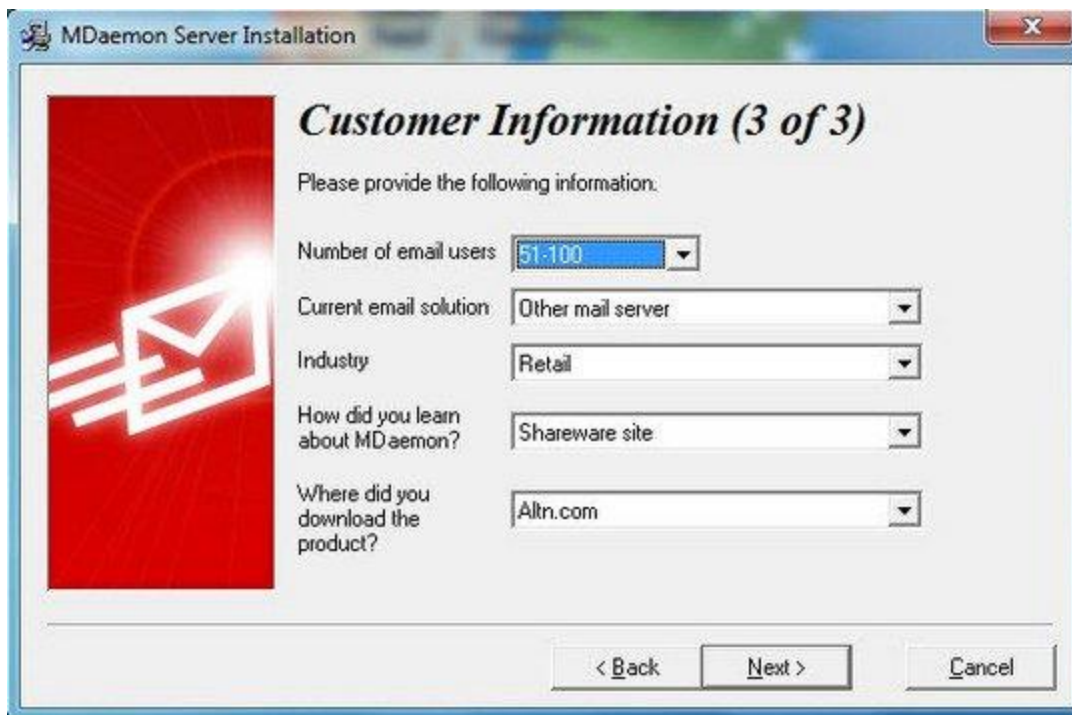 MDaemon Server Installation
Customer Information (3 of 3)
Please provide the following information.
Number of email users
51-100
Current email solution
Other mail server
Industry
Retail
How did you learn
about MDaemon?
Shareware site
Where did you
download the
product?
Altn.com
< Back
Next >
Cancel